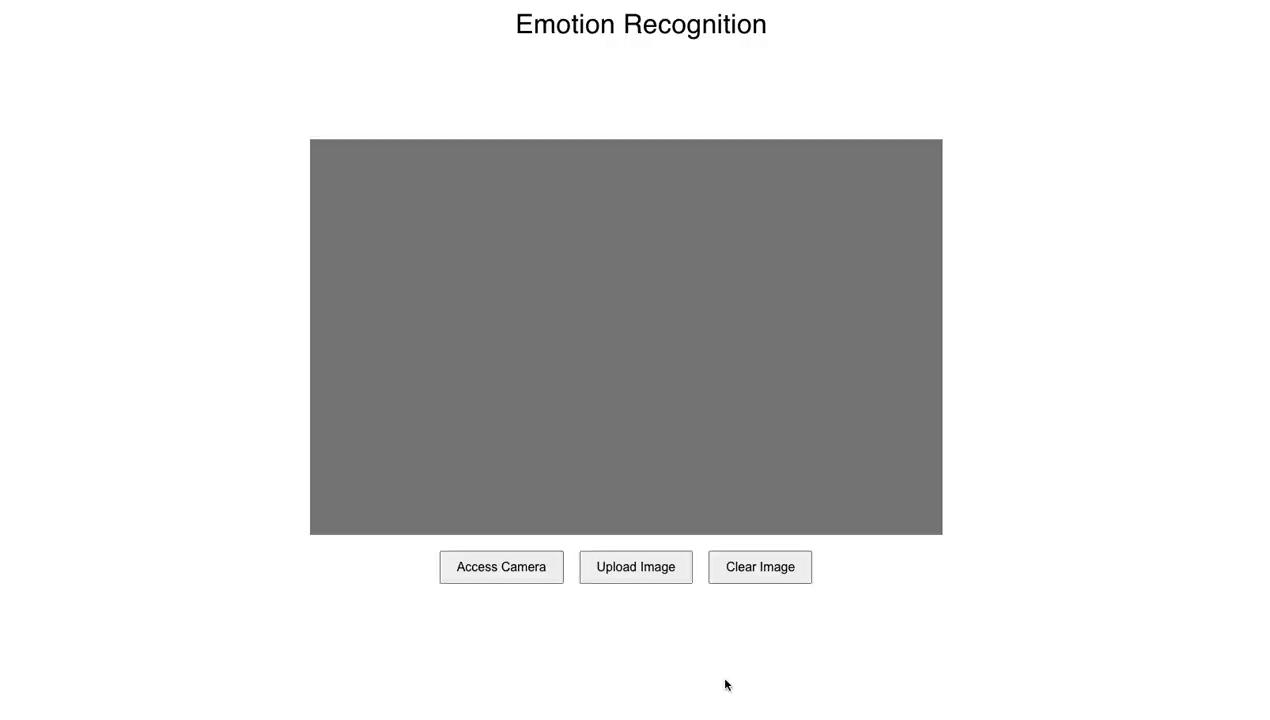 Emotion Recognition
Access Camera
Upload Image
Clear Image